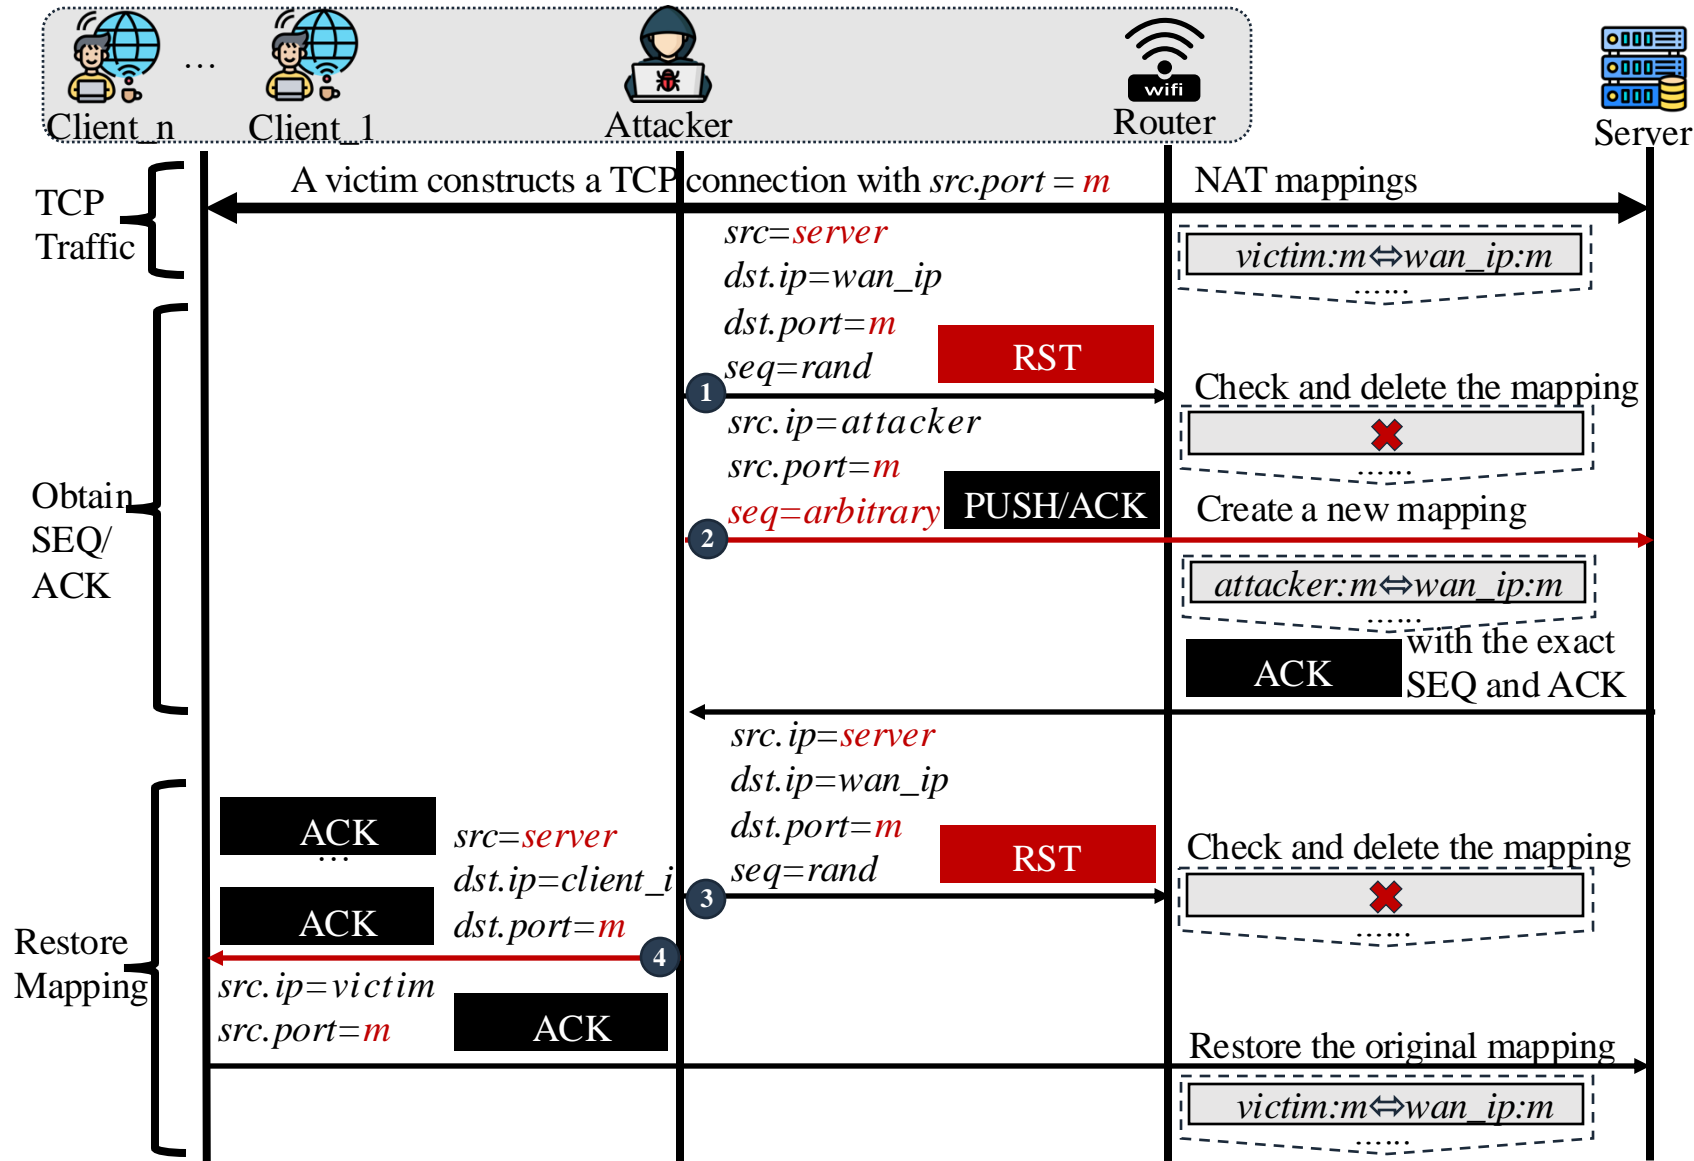 Client_n
...
Client_1
Attacker
wifi
Router
Server
TCP
Traffic
A victim constructs a TCP connection with src.port = m
NAT mappings
victim:m⇔wan_ip:m
......
src=server
dst.ip=wan_ip
dst.port=m
seq=rand
RST
1
Check and delete the mapping
......
Obtain
SEQ/
ACK
src.ip=attacker
src.port=m
seq=arbitrary
PUSH/ACK
2
Create a new mapping
attacker:m⇔wan_ip:m
......
ACK
with the exact
SEQ and ACK
src.ip=server
dst.ip=wan_ip
dst.port=m
seq=rand
RST
3
Check and delete the mapping
......
Restore
Mapping
ACK
...
ACK
src=server
dst.ip=client_i
dst.port=m
4
src.ip=victim
src.port=m
ACK
Restore the original mapping
victim:m⇔wan_ip:m
......